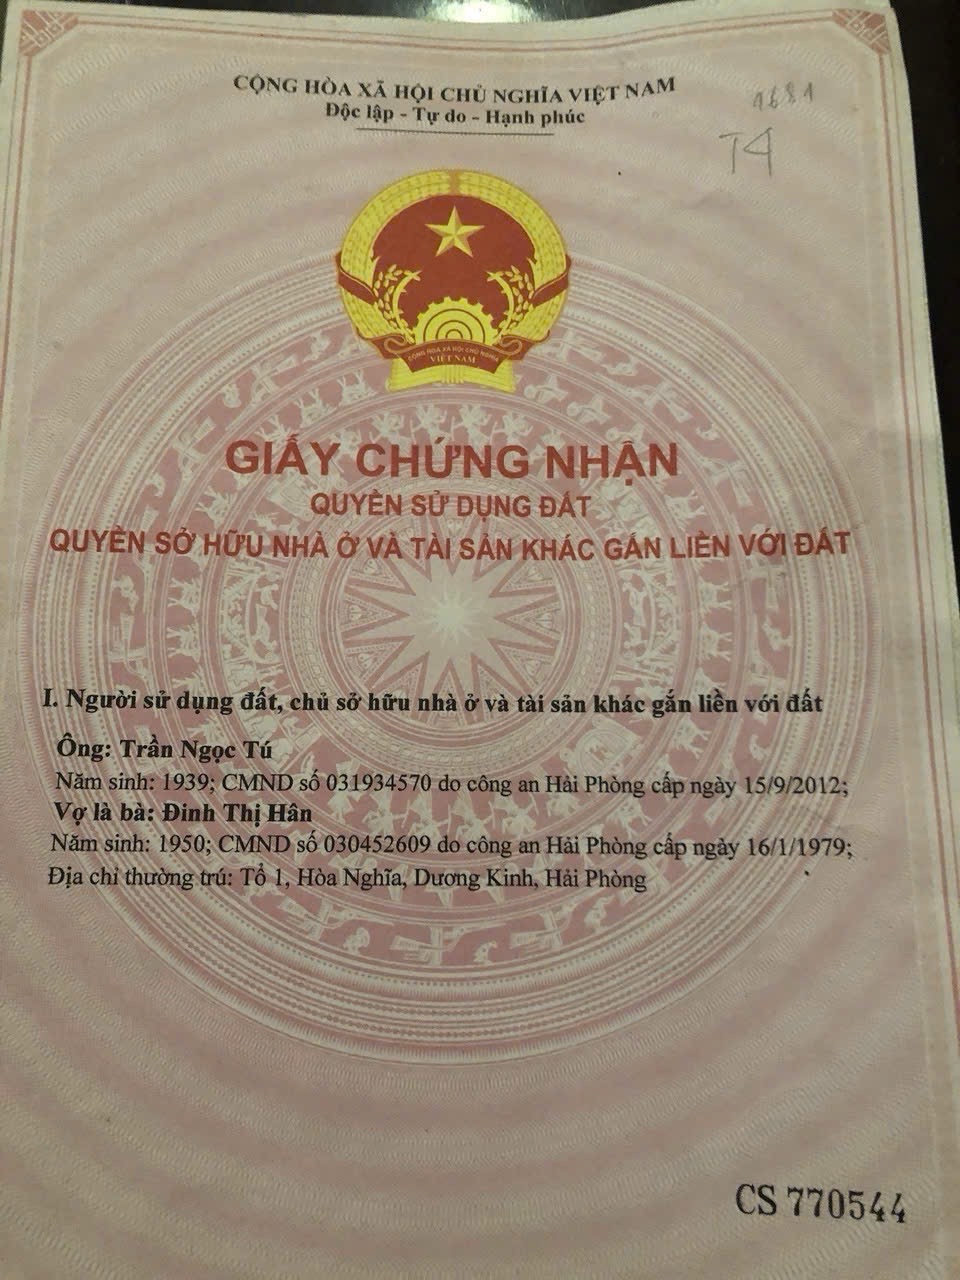 CỘNG HÒA XÃ HỘI CHỦ NGHĨA VIỆT NAM
Độc lập - Tự do - Hạnh phúc
1681
T4
CỘNG HÒA XÃ HỘI CHỦ NGHĨA
VIỆT NAM
GIẤY CHỨNG NHẬN
QUYỀN SỬ DỤNG ĐẤT
QUYỀN SỞ HỮU NHÀ Ở VÀ TÀI SẢN KHÁC GẮN LIỀN VỚI ĐẤT
I. Người sử dụng đất, chủ sở hữu nhà ở và tài sản khác gắn liền với đất
Ông: Trần Ngọc Tú
Năm sinh: 1939; CMND số 031934570 do công an Hải Phòng cấp ngày 15/9/2012;
Vợ là bà: Đinh Thị Hân
Năm sinh: 1950; CMND số 030452609 do công an Hải Phòng cấp ngày 16/1/1979;
Địa chỉ thường trú: Tổ 1, Hòa Nghĩa, Dương Kinh, Hải Phòng
CS 770544